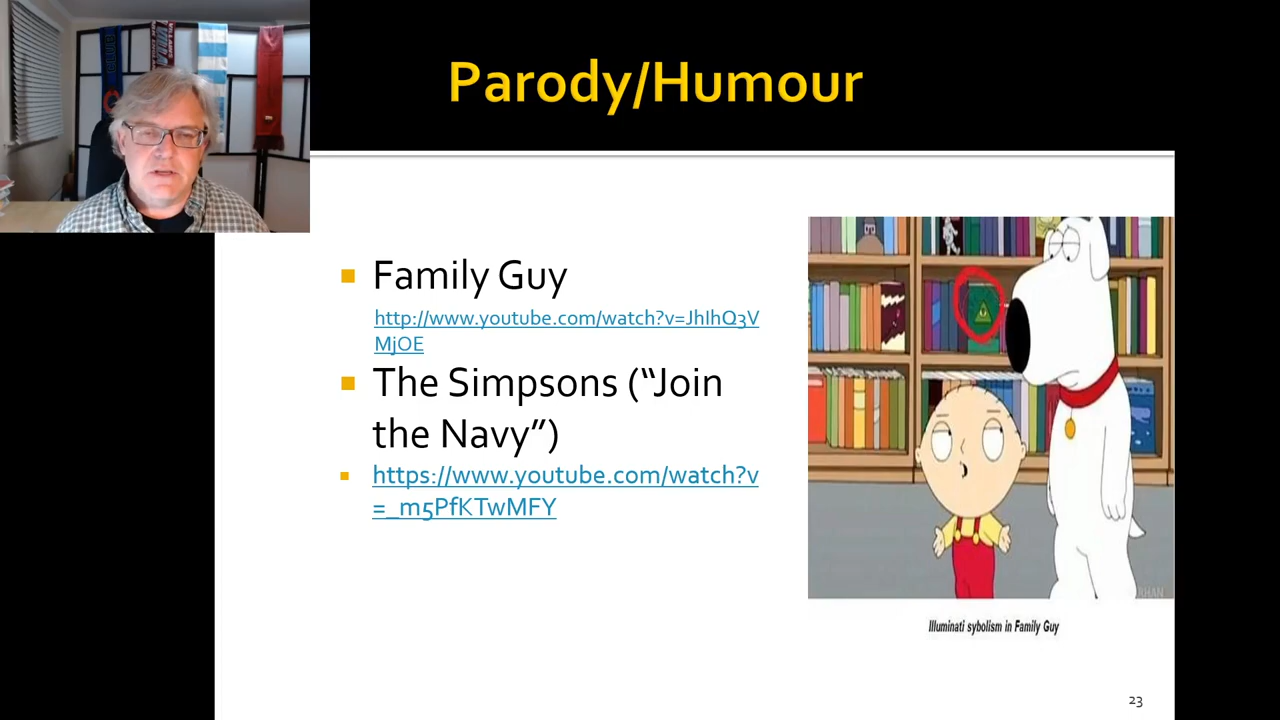 Parody/Humour
Family Guy
http://www.youtube.com/watch?v=JhIhQ3V
MjOE
The Simpsons (“Join
the Navy”)
https://www.youtube.com/watch?v
=_m5PfKTwMFY
Illuminati sybolism in Family Guy
23